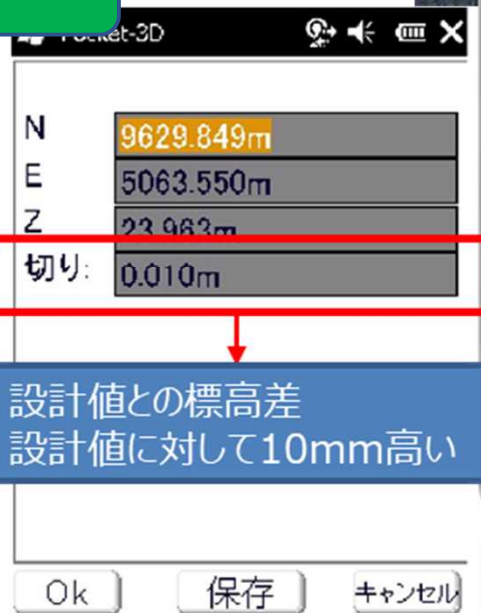 Pocket-3D
N 9629.849m
E 5063.550m
Z 23.963m
切り: 0.010m
設計値との標高差
設計値に対して10mm高い
Ok 保存 キャンセル